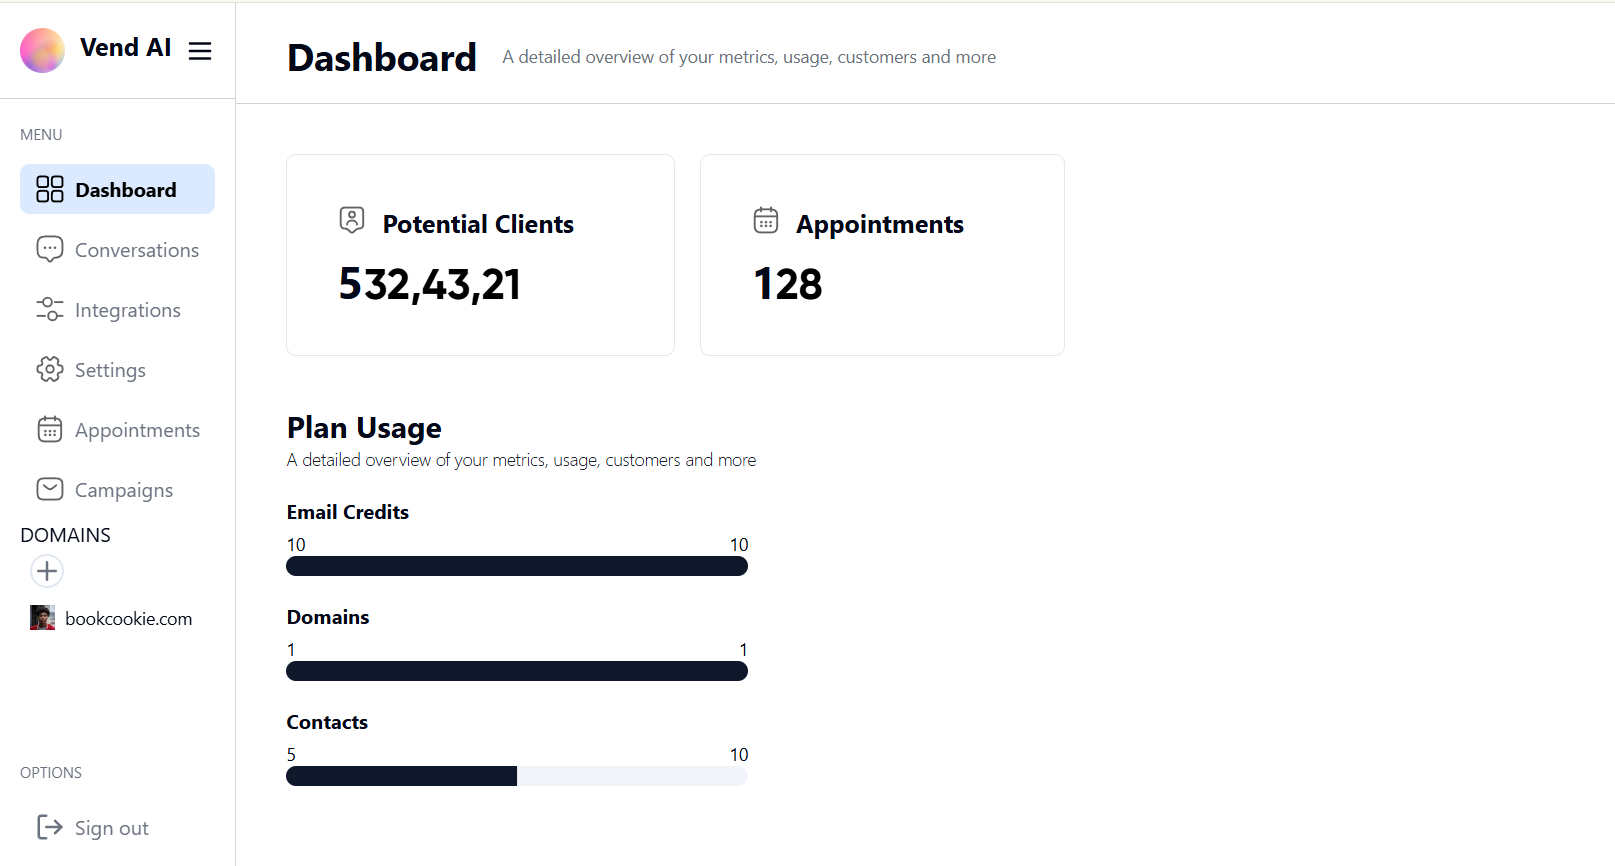 Vend AI
MENU
Dashboard
Conversations
Integrations
Settings
Appointments
Campaigns
DOMAINS
bookcookie.com
OPTIONS
Sign out
Dashboard
A detailed overview of your metrics, usage, customers and more
Potential Clients
532,43,21
Appointments
128
Plan Usage
A detailed overview of your metrics, usage, customers and more
Email Credits
10 10
Domains
1 1
Contacts
5 10